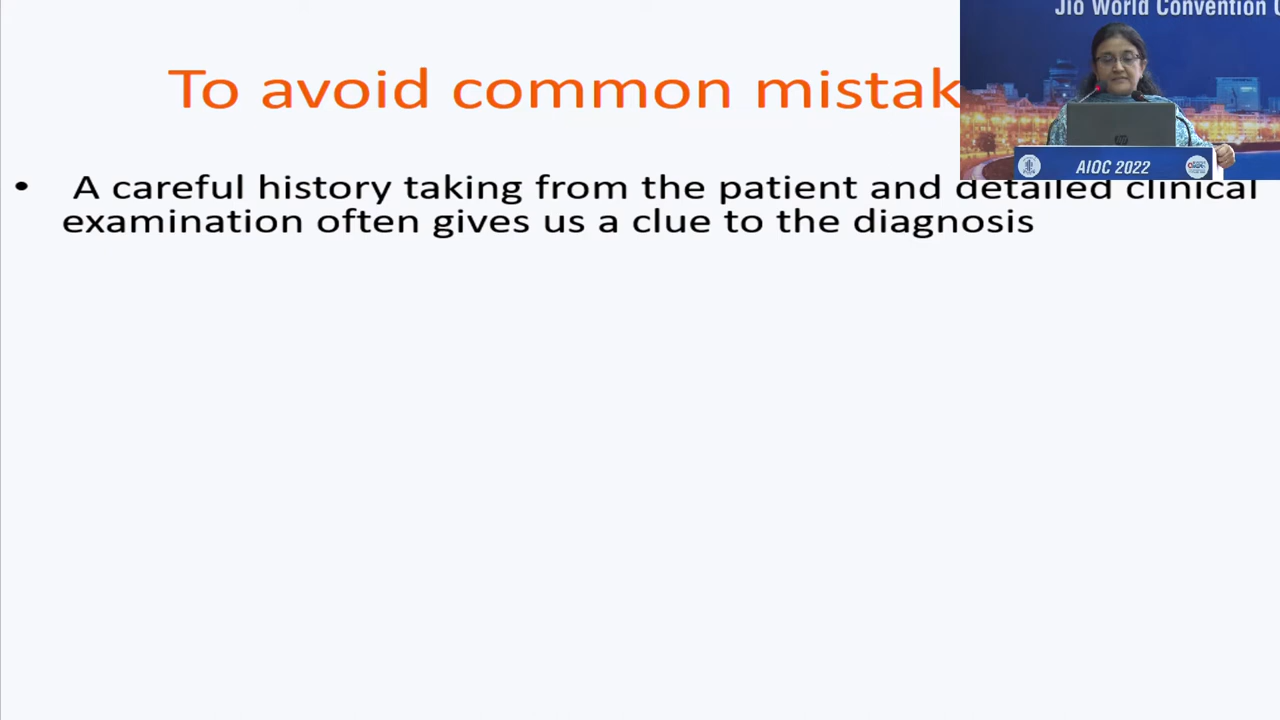 Jio World Convention
To avoid common mistak
• A careful history taking from the patient and detailed clinical
examination often gives us a clue to the diagnosis
AIOC 2022